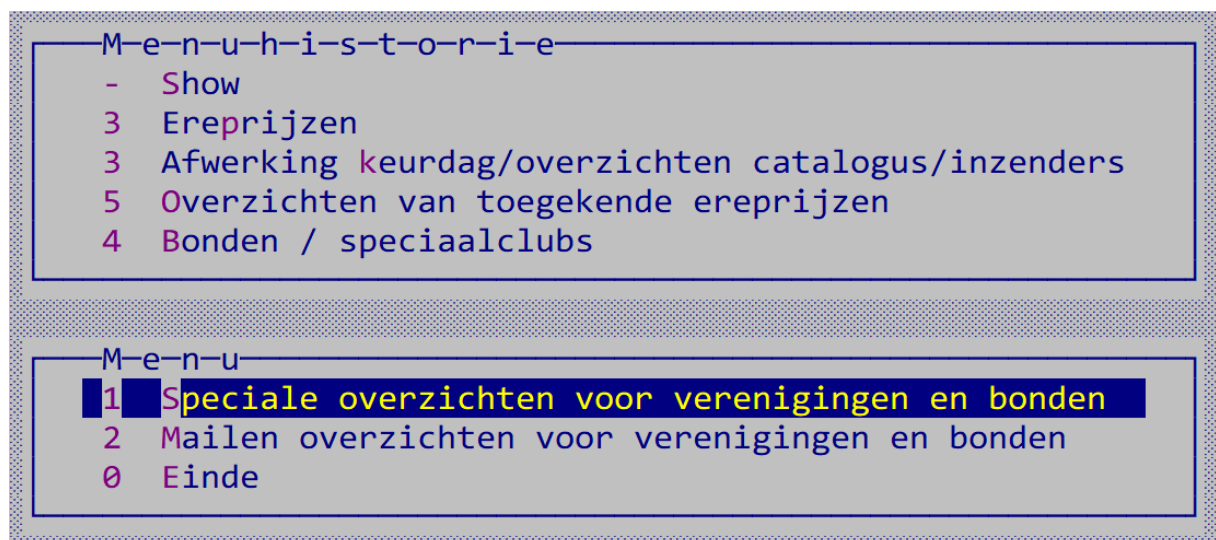 M-e-n-u-h-i-s-t-o-r-i-e
- Show
3 Ereprijzen
3 Afwerking keurdag/overzichten catalogus/inzenders
5 Overzichten van toegekende ereprijzen
4 Bonden / speciaalclubs
M-e-n-u
1 Speciale overzichten voor verenigingen en bonden
2 Mailen overzichten voor verenigingen en bonden
0 Einde